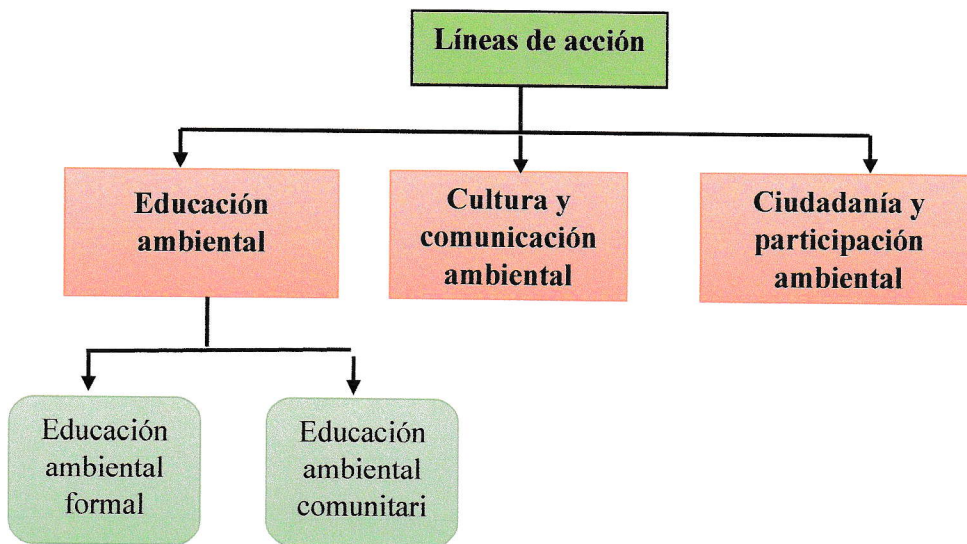 Líneas de acción
Educación
ambiental
Cultura y
comunicación
ambiental
Ciudadanía y
participación
ambiental
Educación
ambiental
formal
Educación
ambiental
comunitari